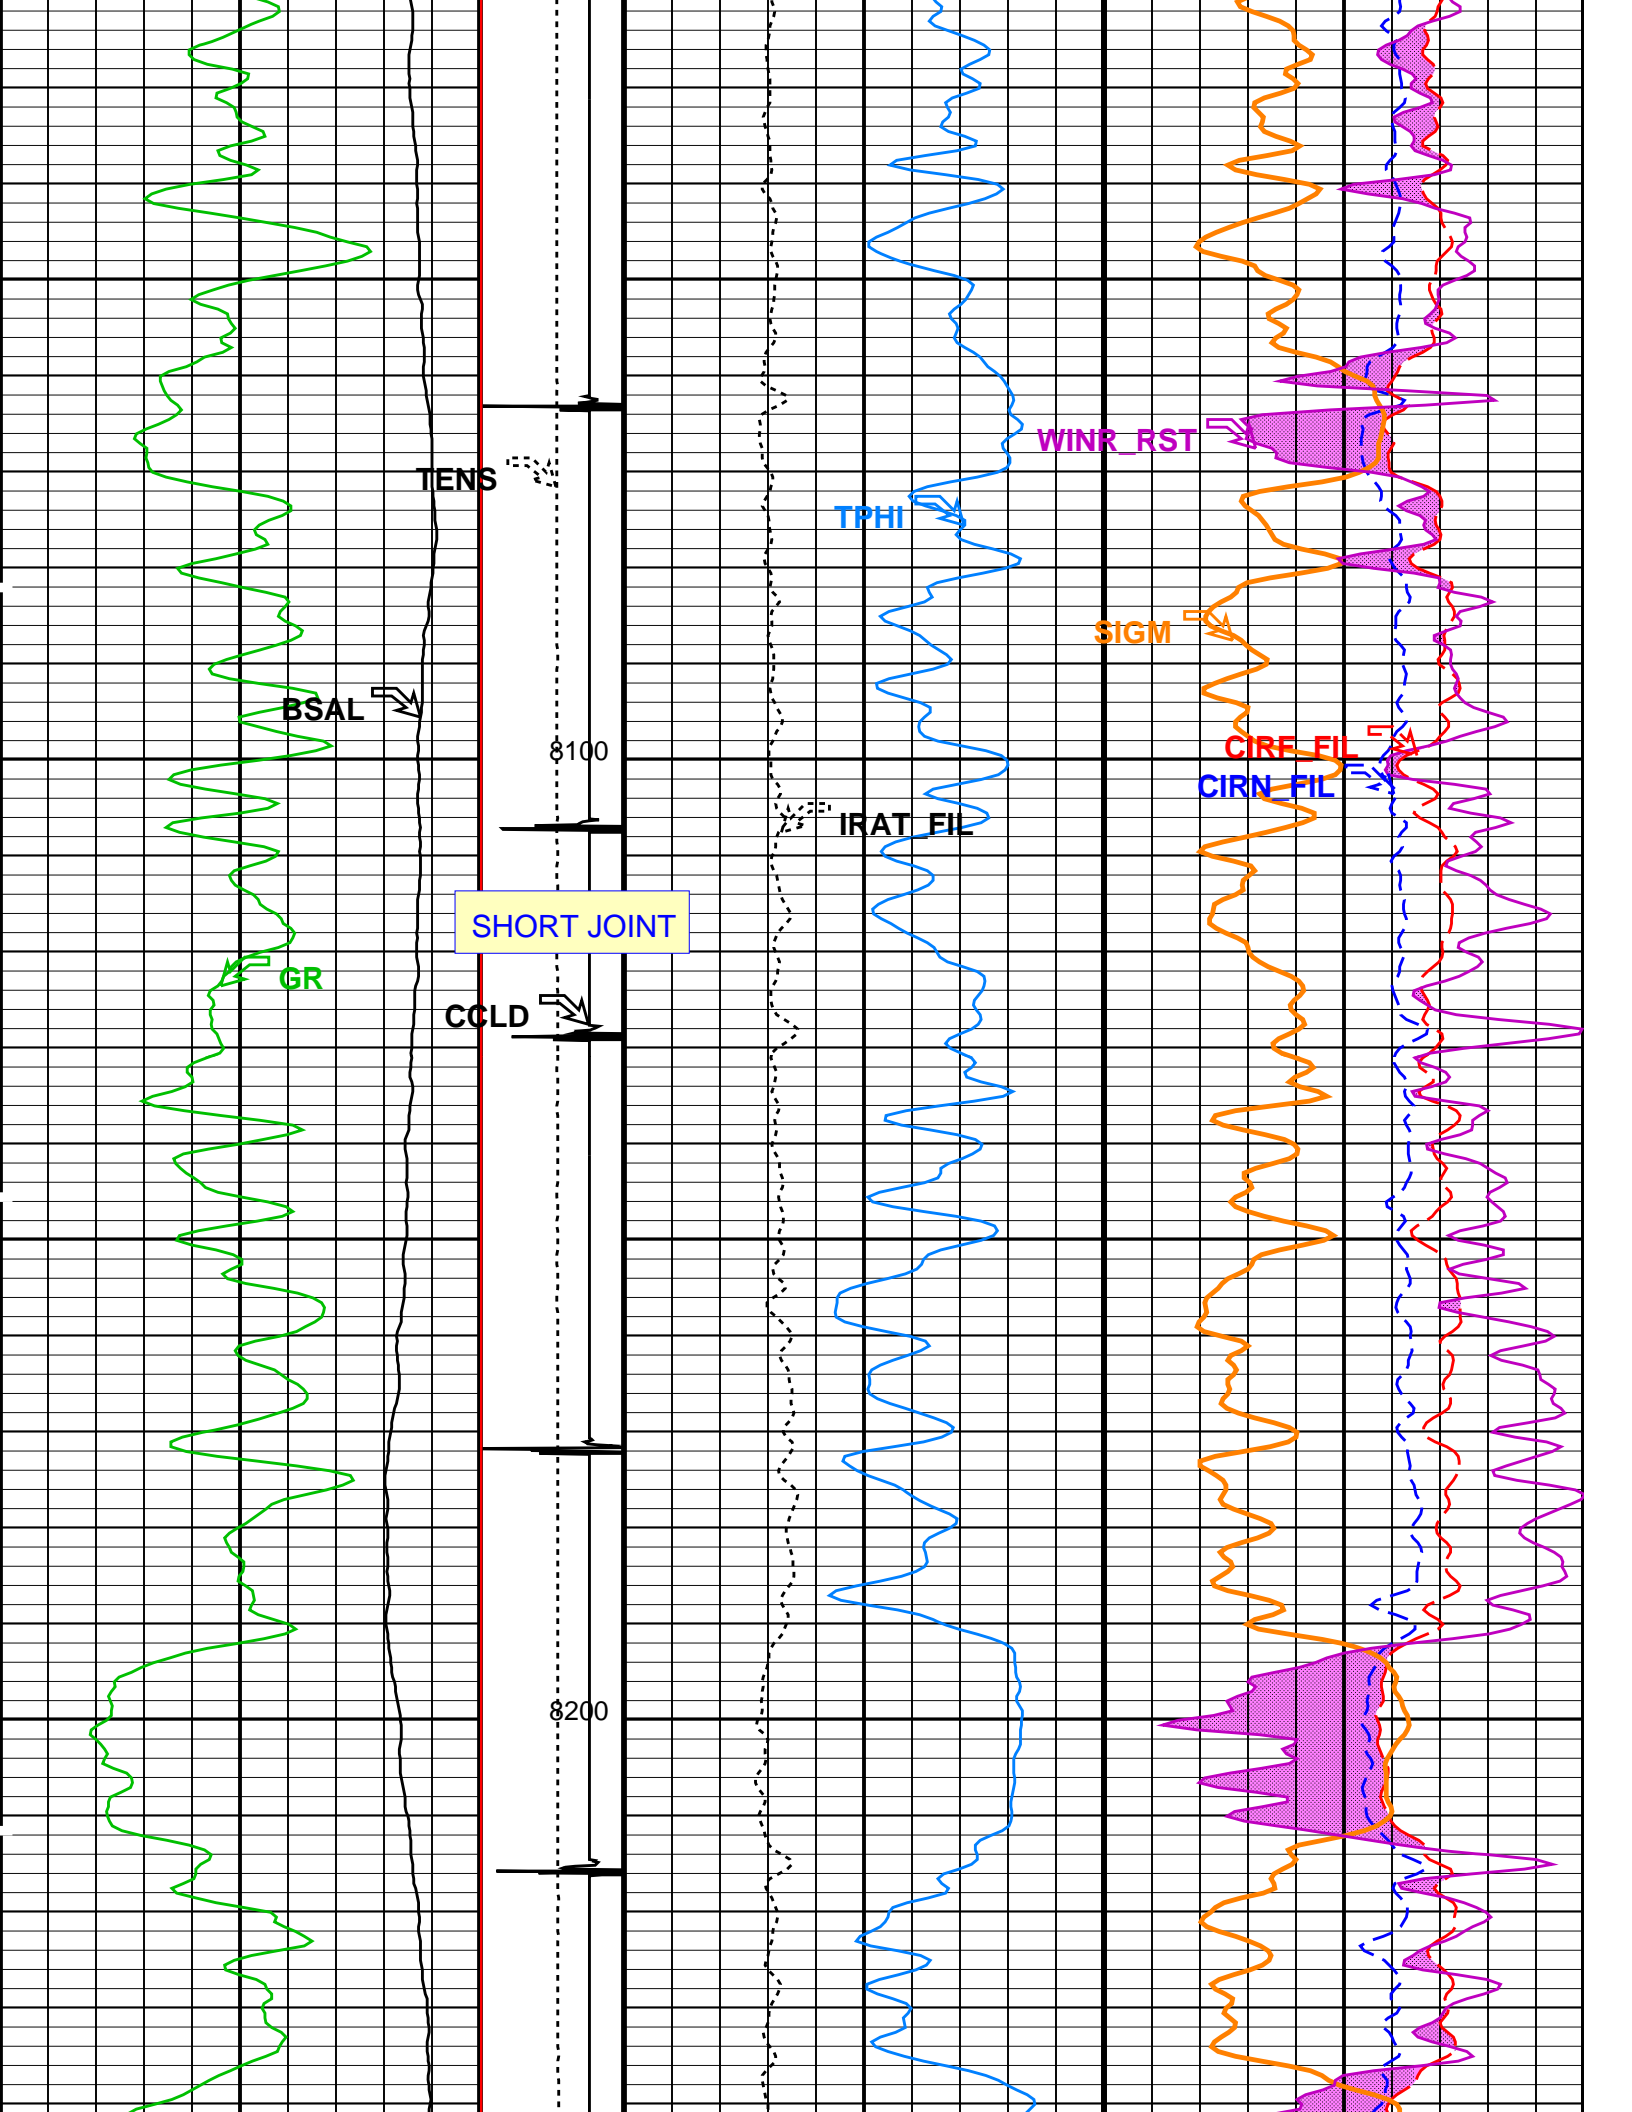 WINR_RST
TENS
TPHI
SIGM
BSAL
CIRF_FIL
8100
CIRN_FIL
IRAT_FIL
SHORT JOINT
GR
CCLD
8200